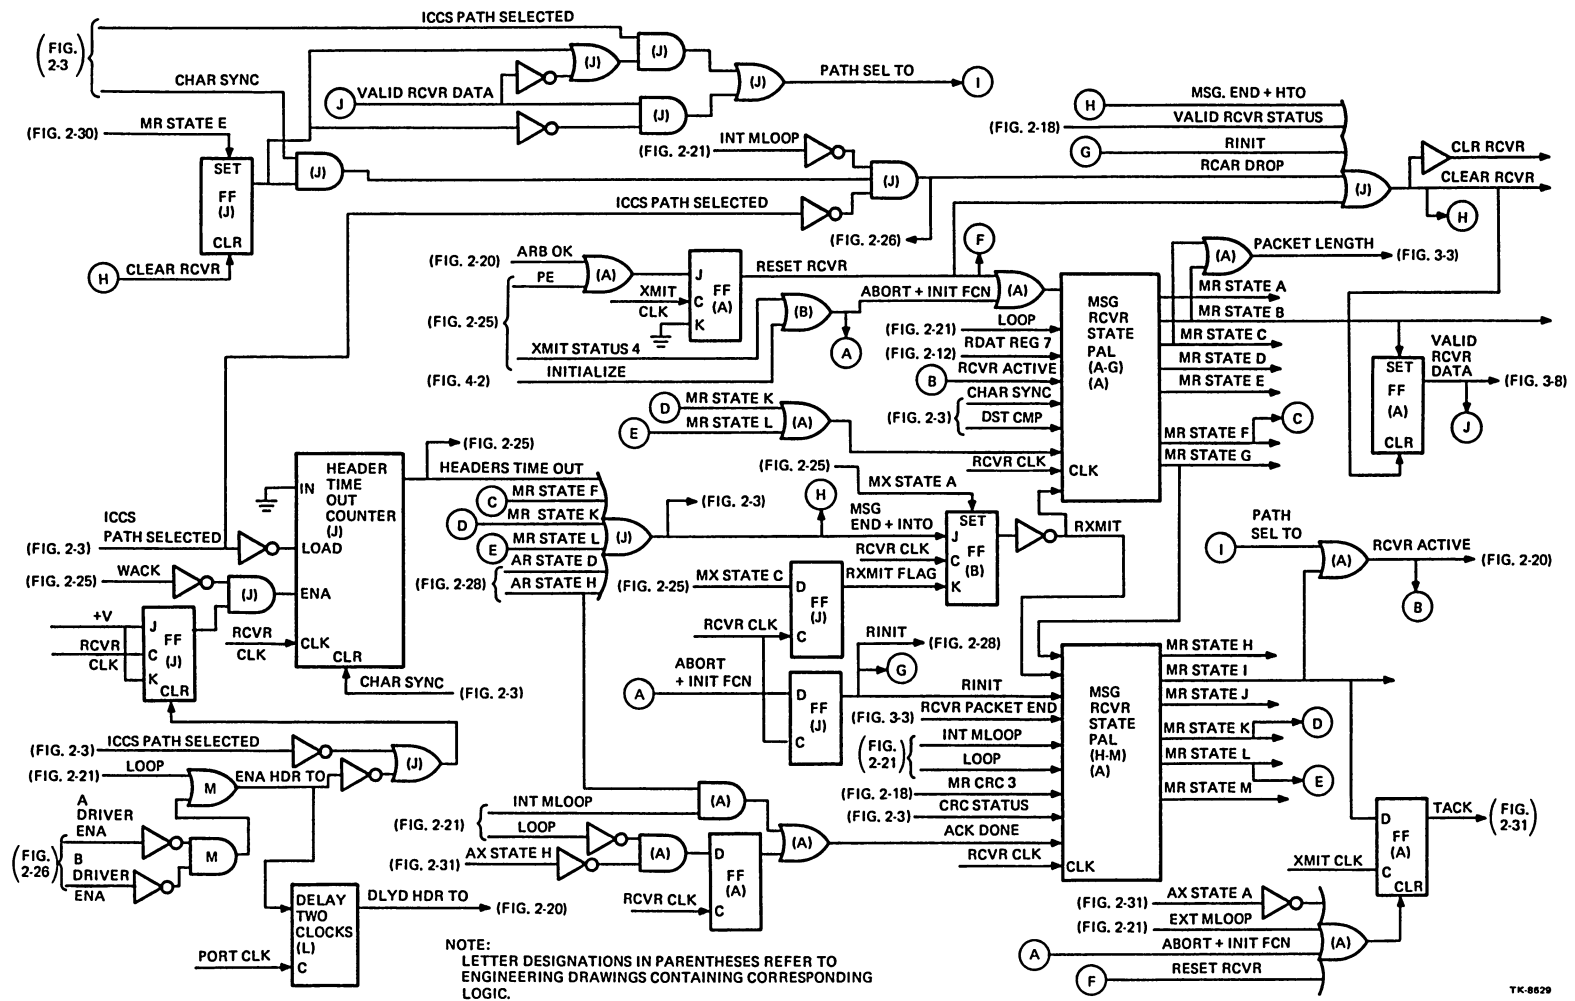 ICCS PATH SELECTED
(FIG. 2-3
CHAR SYNC
(J)
(J)
(J)
(J)
PATH SEL TO
I
J
VALID RCVR DATA
(FIG. 2-30)
MR STATE E
SET
FF
(J)
CLR
H
CLEAR RCVR
(J)
(FIG. 2-21)
INT MLOOP
(J)
ICCS PATH SELECTED
(FIG. 2-26)
H
MSG. END + HTO
(FIG. 2-18)
VALID RCVR STATUS
G
RINIT
RCAR DROP
(J)
CLR RCVR
CLEAR RCVR
H
(FIG. 2-20)
ARB OK
PE
(A)
(FIG. 2-25)
XMIT
CLK
J
C
K
FF
(A)
RESET RCVR
F
(A)
(B)
ABORT + INIT FCN
A
XMIT STATUS 4
(FIG. 4-2)
INITIALIZE
(FIG. 2-21)
LOOP
(FIG. 2-12)
RDAT REG 7
B
RCVR ACTIVE
(FIG. 2-3)
CHAR SYNC
DST CMP
D
MR STATE K
E
MR STATE L
(A)
RCVR CLK
CLK
MSG
RCVR
STATE
PAL
(A-G)
(A)
(A)
PACKET LENGTH
(FIG. 3-3)
MR STATE A
MR STATE B
MR STATE C
MR STATE D
MR STATE E
MR STATE F
C
MR STATE G
SET
FF
(A)
CLR
VALID
RCVR
DATA
(FIG. 3-8)
J
(FIG. 2-25)
HEADER
TIME
OUT
COUNTER
(J)
IN
LOAD
ENA
CLK
CLR
HEADERS TIME OUT
C
MR STATE F
D
MR STATE K
E
MR STATE L
AR STATE D
(FIG. 2-28)
AR STATE H
(J)
(FIG. 2-3)
H
(FIG. 2-25)
MX STATE A
MSG
END + INTO
RCVR CLK
SET
J
C
K
FF
(B)
RXMIT
RXMIT FLAG
ICCS
PATH SELECTED
(FIG. 2-3)
(FIG. 2-25)
WACK
(J)
+V
RCVR
CLK
J
C
K
FF
(J)
CLR
RCVR
CLK
CHAR SYNC
(FIG. 2-3)
(FIG. 2-25)
MX STATE C
D
FF
(J)
C
RCVR CLK
ABORT
+ INIT FCN
A
D
FF
(J)
C
RINIT
(FIG. 2-28)
G
RINIT
(FIG. 3-3)
RCVR PACKET END
(FIG. 2-21)
INT MLOOP
LOOP
(FIG. 2-18)
MR CRC 3
(FIG. 2-3)
CRC STATUS
ACK DONE
RCVR CLK
CLK
MSG
RCVR
STATE
PAL
(H-M)
(A)
MR STATE H
MR STATE I
MR STATE J
MR STATE K
D
MR STATE L
E
MR STATE M
PATH
SEL TO
I
(A)
RCVR ACTIVE
(FIG. 2-20)
B
(FIG. 2-3)
ICCS PATH SELECTED
(J)
(FIG. 2-21)
LOOP
M
ENA HDR TO
A
DRIVER
ENA
(FIG. 2-26
B
DRIVER
ENA
M
DELAY
TWO
CLOCKS
(L)
C
DLYD HDR TO
(FIG. 2-20)
PORT CLK
(A)
(FIG. 2-21)
INT MLOOP
LOOP
(FIG. 2-31)
AX STATE H
(A)
D
FF
(A)
C
(A)
RCVR CLK
D
FF
(A)
C
CLR
TACK
(FIG. 2-31)
XMIT CLK
(FIG. 2-31)
AX STATE A
(FIG. 2-21)
EXT MLOOP
A
ABORT + INIT FCN
(A)
F
RESET RCVR
NOTE:
LETTER DESIGNATIONS IN PARENTHESES REFER TO
ENGINEERING DRAWINGS CONTAINING CORRESPONDING
LOGIC.
TK-8629